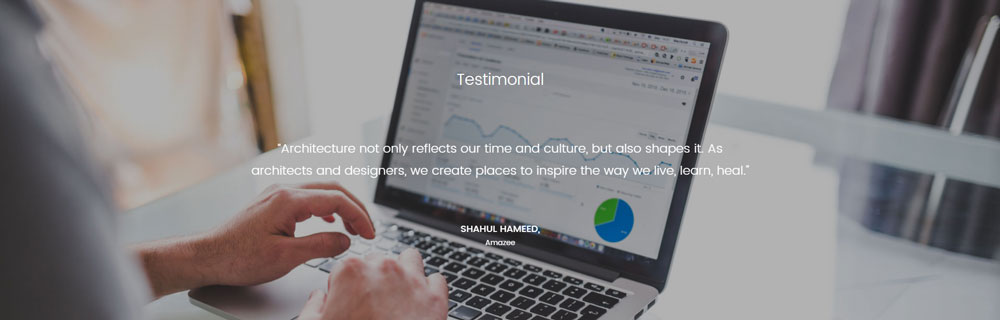 Testimonial
"Architecture not only reflects our time and culture, but also shapes it. As
architects and designers, we create places to inspire the way we live, learn, heal."
SHAHUL HAMEED,
Amazee